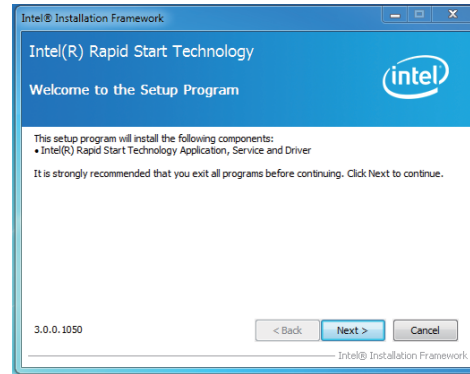 Intel® Installation Framework
Intel(R) Rapid Start Technology
Welcome to the Setup Program
intel
This setup program will install the following components:
• Intel(R) Rapid Start Technology Application, Service and Driver
It is strongly recommended that you exit all programs before continuing. Click Next to continue.
3.0.0.1050
< Back
Next >
Cancel
Intel® Installation Framework